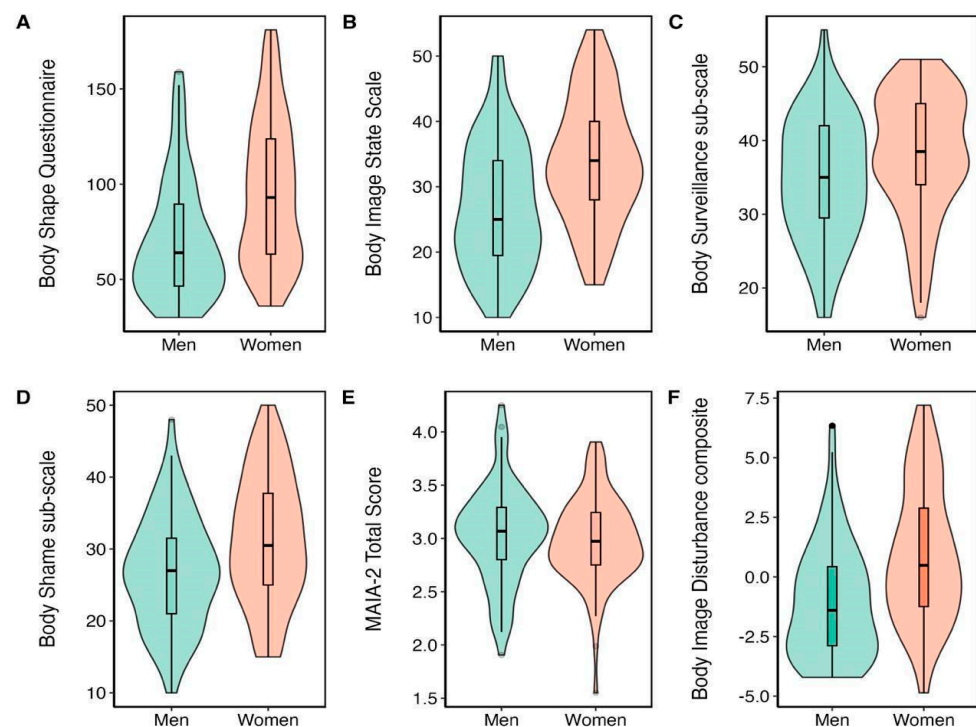 A
Body Shape Questionnaire
150
100
50
Men Women
B
Body Image State Scale
50
40
30
20
10
Men Women
C
Body Surveillance sub-scale
50
40
30
20
Men Women
D
Body Shame sub-scale
50
40
30
20
10
Men Women
E
MAIA-2 Total Score
4.0
3.5
3.0
2.5
2.0
1.5
Men Women
F
Body Image Disturbance composite
7.5
2.5
0.0
-2.5
-5.0
Men Women